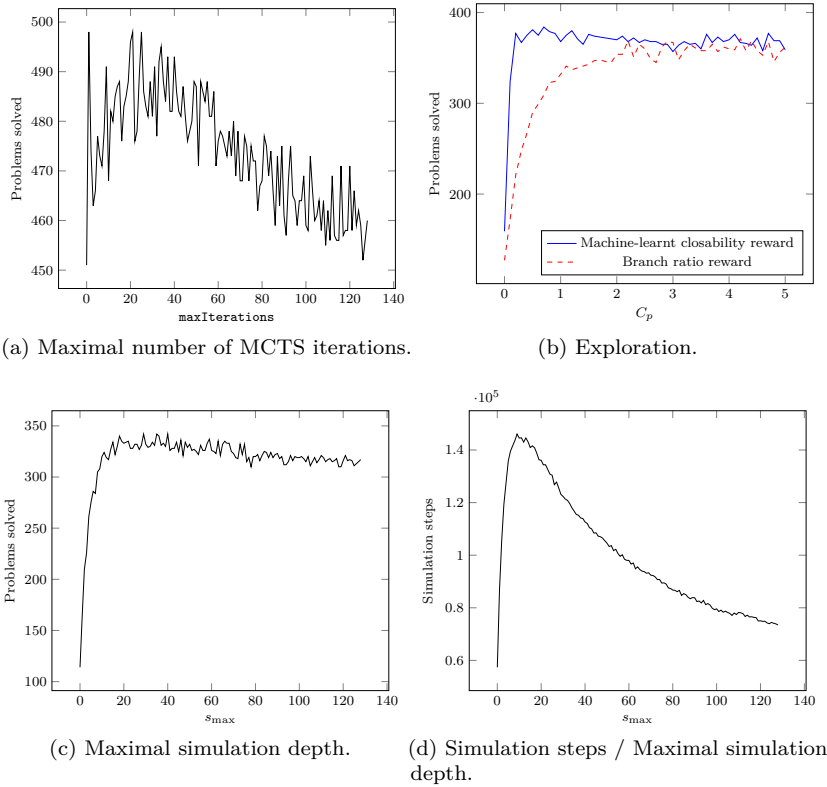 500
490
480
470
460
450
Problems solved
0 20 40 60 80 100 120 140
maxIterations
(a) Maximal number of MCTS iterations.
400
300
200
Problems solved
Machine-learnt closability reward
Branch ratio reward
0 1 2 3 4 5
C_p
(b) Exploration.
350
300
250
200
150
100
Problems solved
0 20 40 60 80 100 120 140
s_max
(c) Maximal simulation depth.
·10^5
1.4
1.2
1
0.8
0.6
Simulation steps
0 20 40 60 80 100 120 140
s_max
(d) Simulation steps / Maximal simulation
depth.